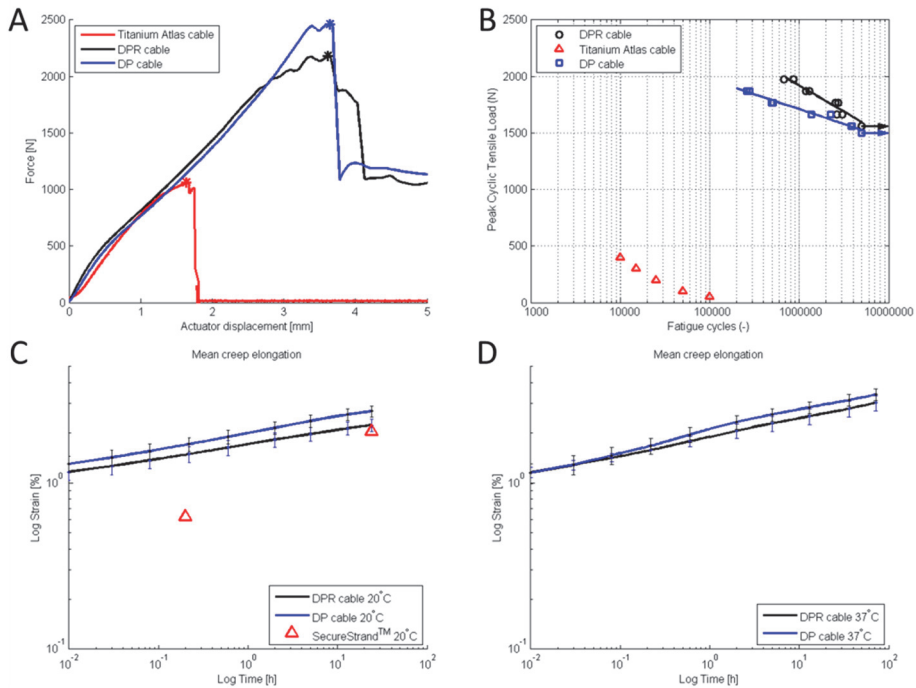 A
2500
2000
2500
1000
500
0
Force [N]
Titanium Atlas cable
DPR cable
DP cable
0
1
2
3
4
5
Actuator displacement [mm]
B
2500
2000
2500
1000
500
0
Peak Cyclic Tensile Load (N)
DPR cable
Titanium Atlas cable
DP cable
1000
10000
100000
1000000
10000000
Fatigue cycles (-)
C
Mean creep elongation
10^0
10^-1
Log Strain [%]
DPR cable 20°C
DP cable 20°C
SecureStrand™ 20°C
10^-2
10^-1
10^0
10^1
10^2
Log Time [h]
D
Mean creep elongation
10^0
10^-1
Log Strain [%]
DPR cable 37°C
DP cable 37°C
10^-2
10^-1
10^0
10^1
10^2
Log Time [h]